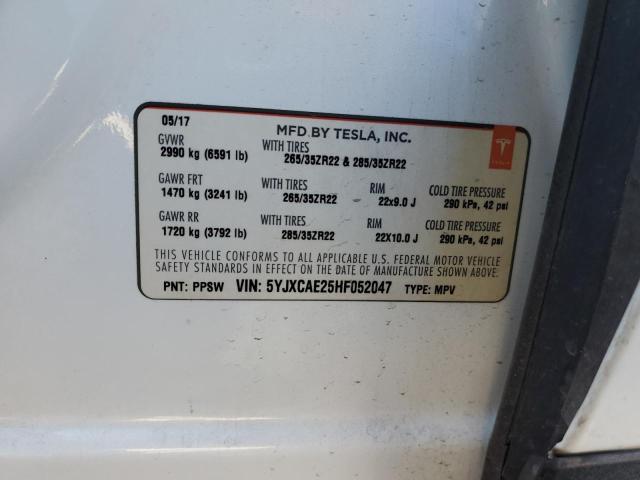 05/17
MFD.BY TESLA, INC.
GVWR
2990 kg (6591 lb)
WITH TIRES
265/35ZR22 & 285/35ZR22
TESLA
GAWR FRT
1470 kg (3241 lb)
WITH TIRES
265/35ZR22
RIM
22x9.0 J
COLD TIRE PRESSURE
290 kPa, 42 psi
GAWR RR
1720 kg (3792 lb)
WITH TIRES
285/35ZR22
RIM
22X10.0 J
COLD TIRE PRESSURE
290 kPa, 42 psi
THIS VEHICLE CONFORMS TO ALL APPLICABLE U.S. FEDERAL MOTOR VEHICLE
SAFETY STANDARDS IN EFFECT ON THE DATE OF MANUFACTURE SHOWN ABOVE.
PNT: PPSW VIN: 5YJXCAE25HF052047 TYPE: MPV